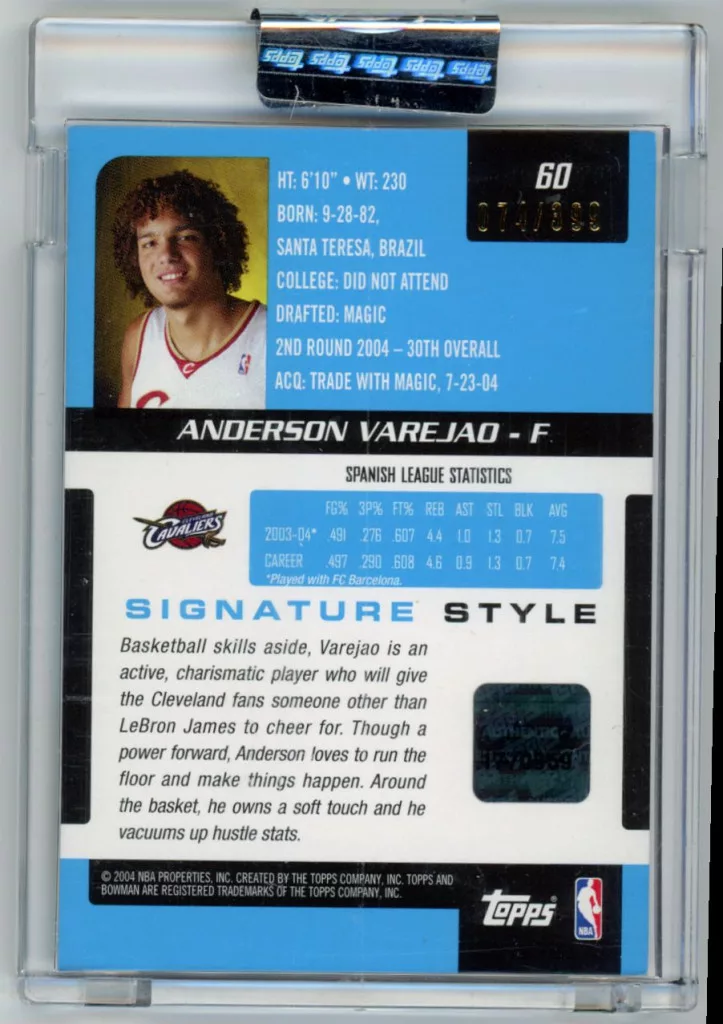 Topps Topps Topps Topps Topps
60
HT: 6'10" • WT: 230
BORN: 9-28-82,
SANTA TERESA, BRAZIL
COLLEGE: DID NOT ATTEND
DRAFTED: MAGIC
2ND ROUND 2004 – 30TH OVERALL
ACQ: TRADE WITH MAGIC, 7-23-04
ANDERSON VAREJAO - F
SPANISH LEAGUE STATISTICS
CLEVELAND
CAVALIERS
FG% 3P% FT% REB AST STL BLK AVG
2003-04* .491 .276 .607 4.4 1.0 1.3 0.7 7.5
CAREER .497 .290 .608 4.6 0.9 1.3 0.7 7.4
*Played with FC Barcelona.
SIGNATURE STYLE
Basketball skills aside, Varejao is an
active, charismatic player who will give
the Cleveland fans someone other than
LeBron James to cheer for. Though a
power forward, Anderson loves to run the
floor and make things happen. Around
the basket, he owns a soft touch and he
vacuums up hustle stats.
© 2004 NBA PROPERTIES, INC. CREATED BY THE TOPPS COMPANY, INC. TOPPS AND
BOWMAN ARE REGISTERED TRADEMARKS OF THE TOPPS COMPANY, INC.
Topps
NBA